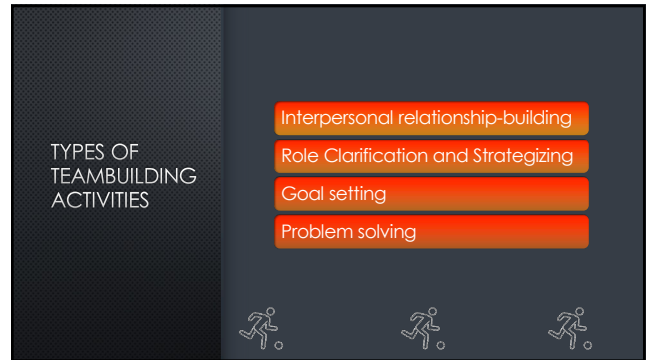 TYPES OF
TEAMBUILDING
ACTIVITIES
Interpersonal relationship-building
Role Clarification and Strategizing
Goal setting
Problem solving